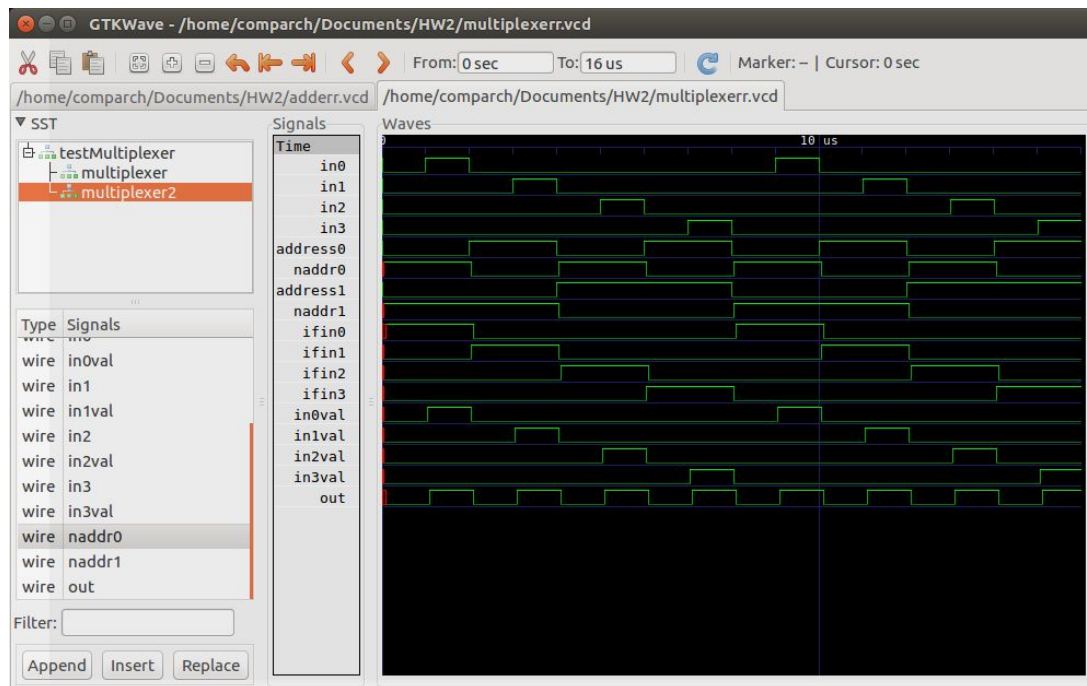 GTKWave - /home/comparch/Documents/HW2/multiplexerr.vcd
From: 0 sec To: 16 us Marker: – | Cursor: 0 sec
/home/comparch/Documents/HW2/adderr.vcd /home/comparch/Documents/HW2/multiplexerr.vcd
SST
testMultiplexer
multiplexer
multiplexer2
Type Signals
wire in0
wire in0val
wire in1
wire in1val
wire in2
wire in2val
wire in3
wire in3val
wire naddr0
wire naddr1
wire out
Filter:
Append Insert Replace
Signals
Time
in0
in1
in2
in3
address0
naddr0
address1
naddr1
ifin0
ifin1
ifin2
ifin3
in0val
in1val
in2val
in3val
out
Waves
0 10 us